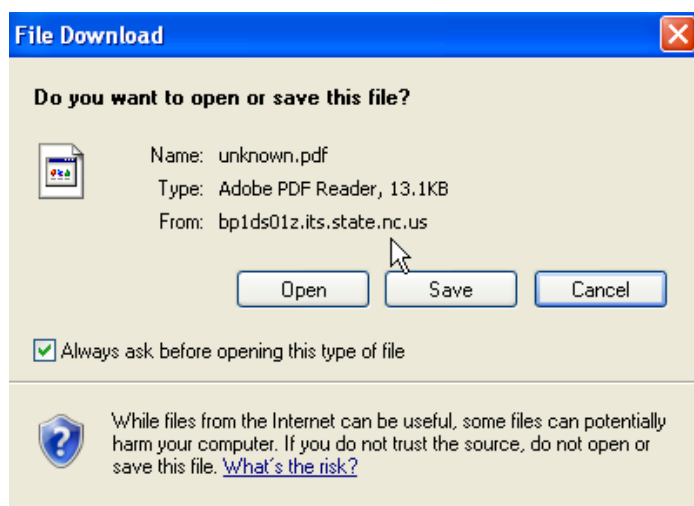 File Download
Do you want to open or save this file?
Name: unknown.pdf
Type: Adobe PDF Reader, 13.1KB
From: bp1ds01z.its.state.nc.us
Open Save Cancel
Always ask before opening this type of file
While files from the Internet can be useful, some files can potentially
harm your computer. If you do not trust the source, do not open or
save this file. What's the risk?